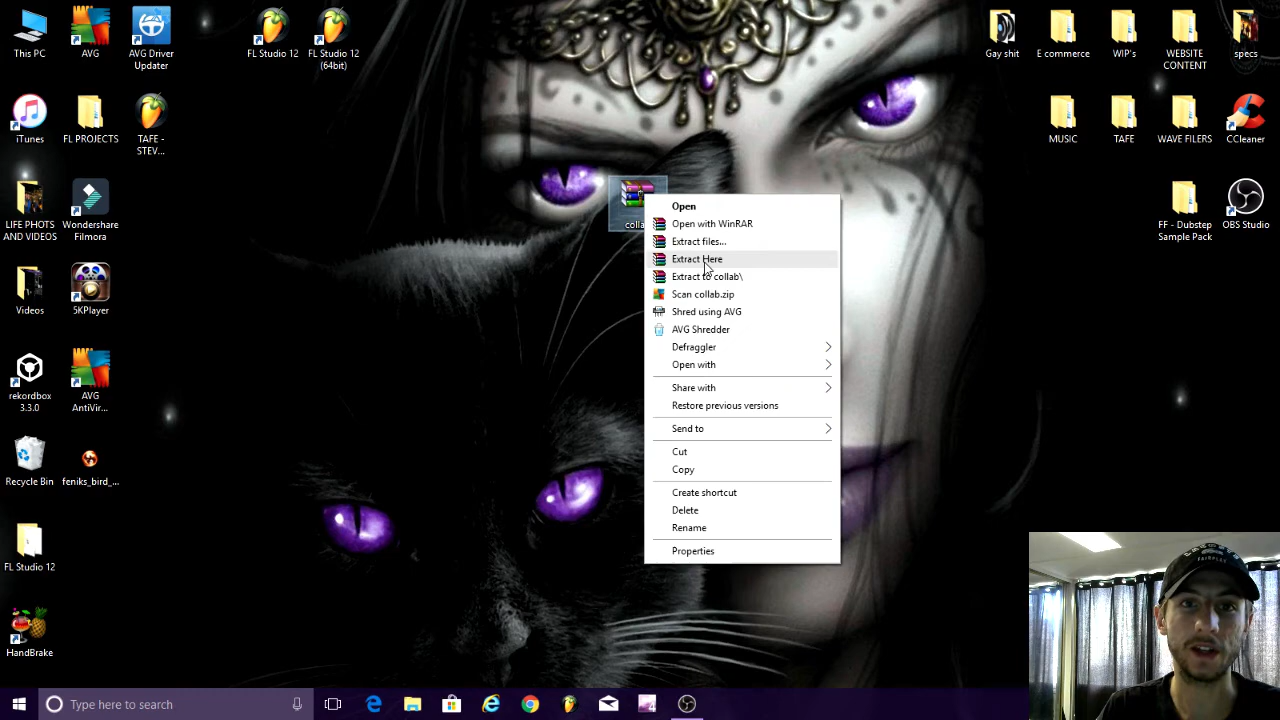 This PC
AVG
AVG Driver
Updater
FL Studio 12
FL Studio 12
(64bit)
Gay shit
E commerce
WIP's
WEBSITE
CONTENT
specs
iTunes
FL PROJECTS
TAFE -
STEV...
MUSIC
TAFE
WAVE FILERS
CCleaner
LIFE PHOTS
AND VIDEOS
Wondershare
Filmora
FF - Dubstep
Sample Pack
OBS Studio
Videos
5KPlayer
rekordbox
3.3.0
AVG
AntiVir...
Recycle Bin
feniks_bird_...
FL Studio 12
HandBrake
colla
Open
Open with WinRAR
Extract files...
Extract Here
Extract to collab\
Scan collab.zip
Shred using AVG
AVG Shredder
Defraggler
Open with
Share with
Restore previous versions
Send to
Cut
Copy
Create shortcut
Delete
Rename
Properties
Type here to search